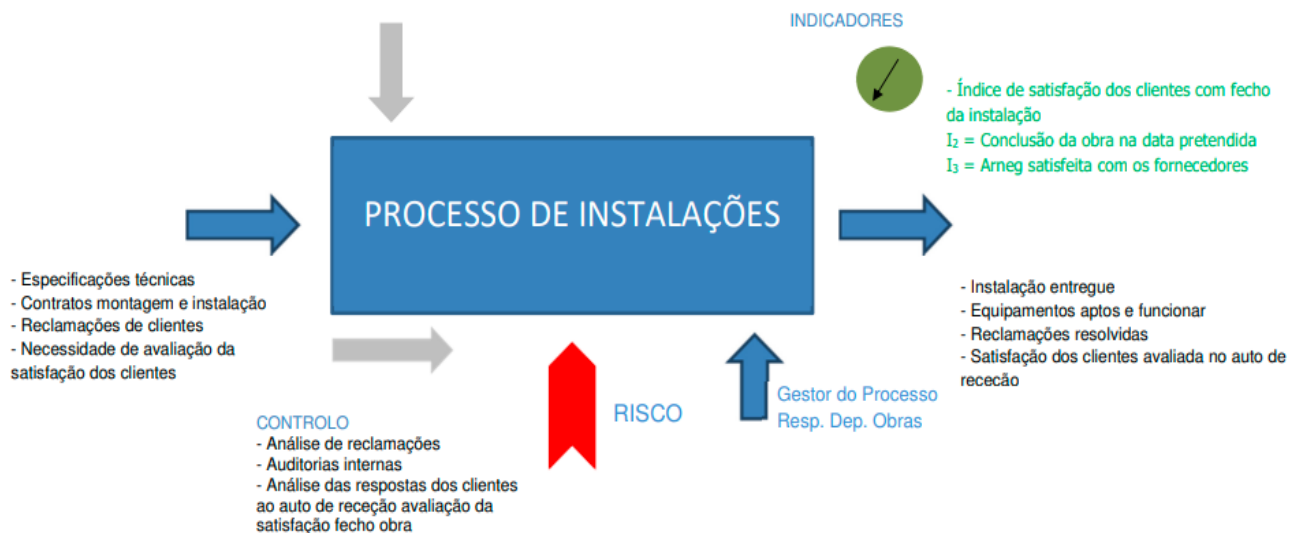 INDICADORES
- Índice de satisfação dos clientes com fecho
da instalação
I₂ = Conclusão da obra na data pretendida
I₃ = Arneg satisfeita com os fornecedores
PROCESSO DE INSTALAÇÕES
- Especificações técnicas
- Contratos montagem e instalação
- Reclamações de clientes
- Necessidade de avaliação da
satisfação dos clientes
- Instalação entregue
- Equipamentos aptos e funcionar
- Reclamações resolvidas
- Satisfação dos clientes avaliada no auto de
rececão
CONTROLO
- Análise de reclamações
- Auditorias internas
- Análise das respostas dos clientes
ao auto de receção avaliação da
satisfação fecho obra
RISCO
Gestor do Processo
Resp. Dep. Obras